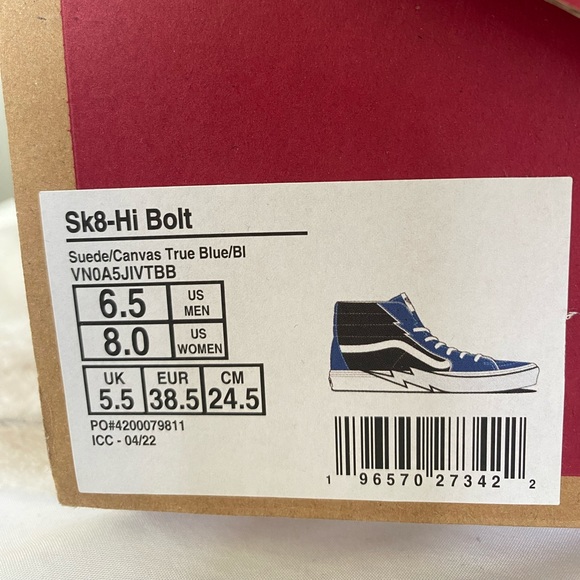 Sk8-Hi Bolt
Suede/Canvas True Blue/Bl
VN0A5JIVTBB
6.5 US MEN
8.0 US WOMEN
UK EUR CM
5.5 38.5 24.5
PO#4200079811
ICC - 04/22
1 96570 27342 2